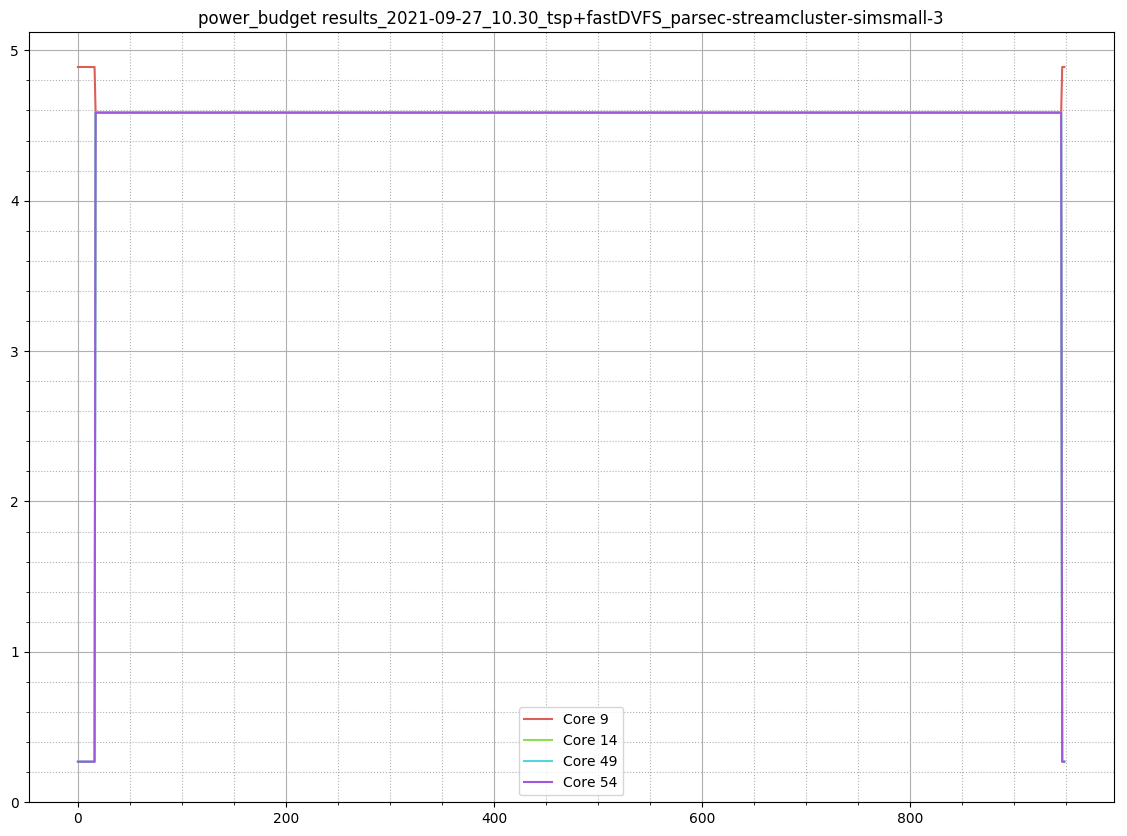 power_budget results_2021-09-27_10.30_tsp+fastDVFS_parsec-streamcluster-simsmall-3
5
4
3
2
1
0
Core 9
Core 14
Core 49
Core 54
0
200
400
600
800